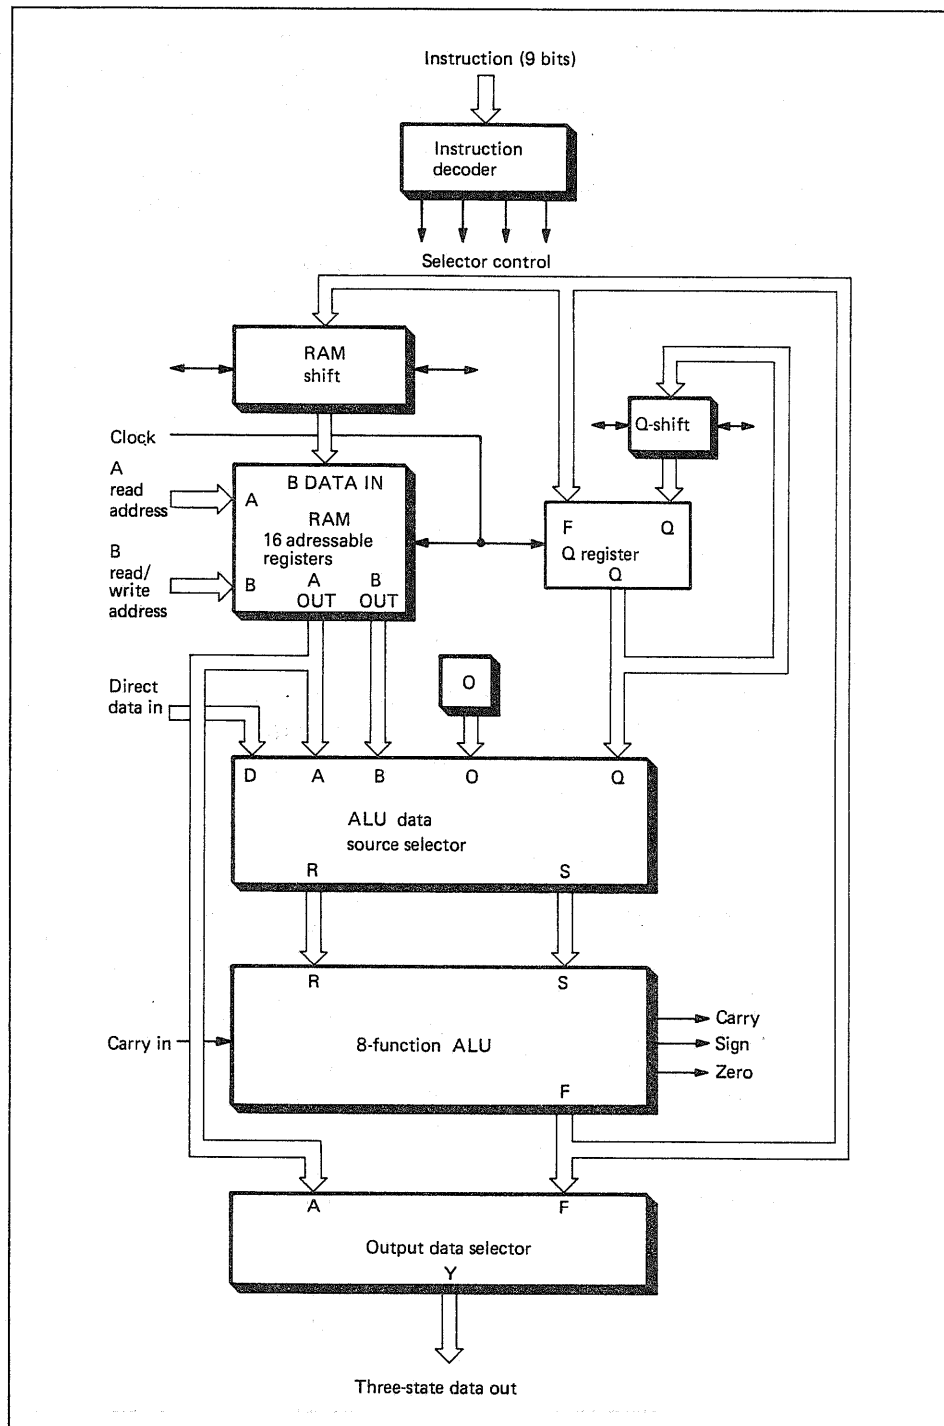 Instruction (9 bits)
Instruction
decoder
Selector control
RAM
shift
Q-shift
Clock
A
read
address
B DATA IN
A
RAM
16 adressable
registers
F
Q
Q register
Q
B
read/
write
address
B
A
OUT
B
OUT
O
Direct
data in
D
A
B
O
Q
ALU data
source selector
R
S
R
S
Carry in
8-function ALU
Carry
Sign
Zero
F
A
F
Output data selector
Y
Three-state data out